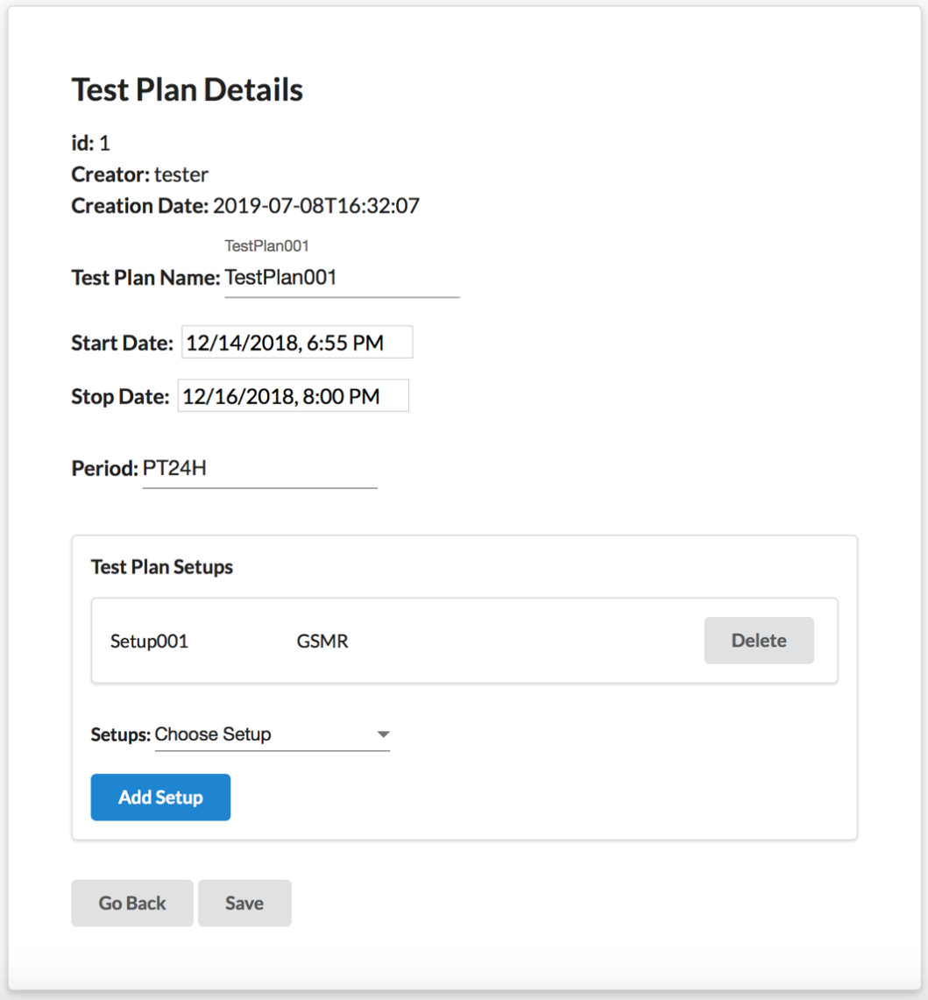 Test Plan Details
id: 1
Creator: tester
Creation Date: 2019-07-08T16:32:07
TestPlan001
Test Plan Name: TestPlan001
Start Date: 12/14/2018, 6:55 PM
Stop Date: 12/16/2018, 8:00 PM
Period: PT24H
Test Plan Setups
Setup001 GSMR Delete
Setups: Choose Setup
Add Setup
Go Back Save